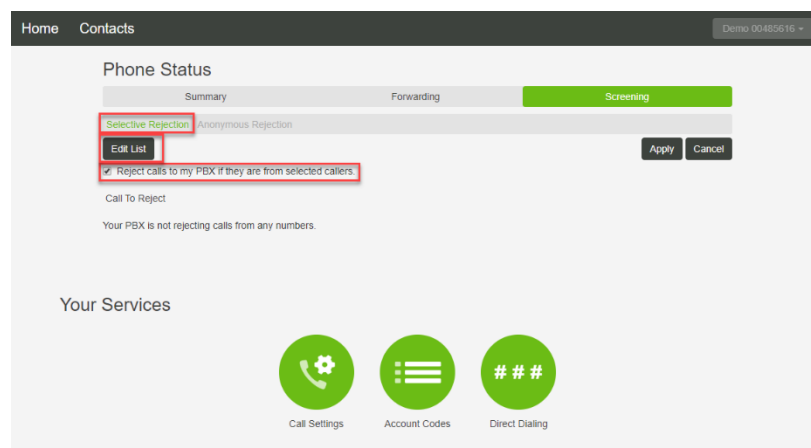 Home Contacts Demo 00485616
Phone Status
Summary Forwarding Screening
Selective Rejection Anonymous Rejection
Edit List Apply Cancel
Reject calls to my PBX if they are from selected callers.
Call To Reject
Your PBX is not rejecting calls from any numbers.
Your Services
# # #
Call Settings Account Codes Direct Dialing